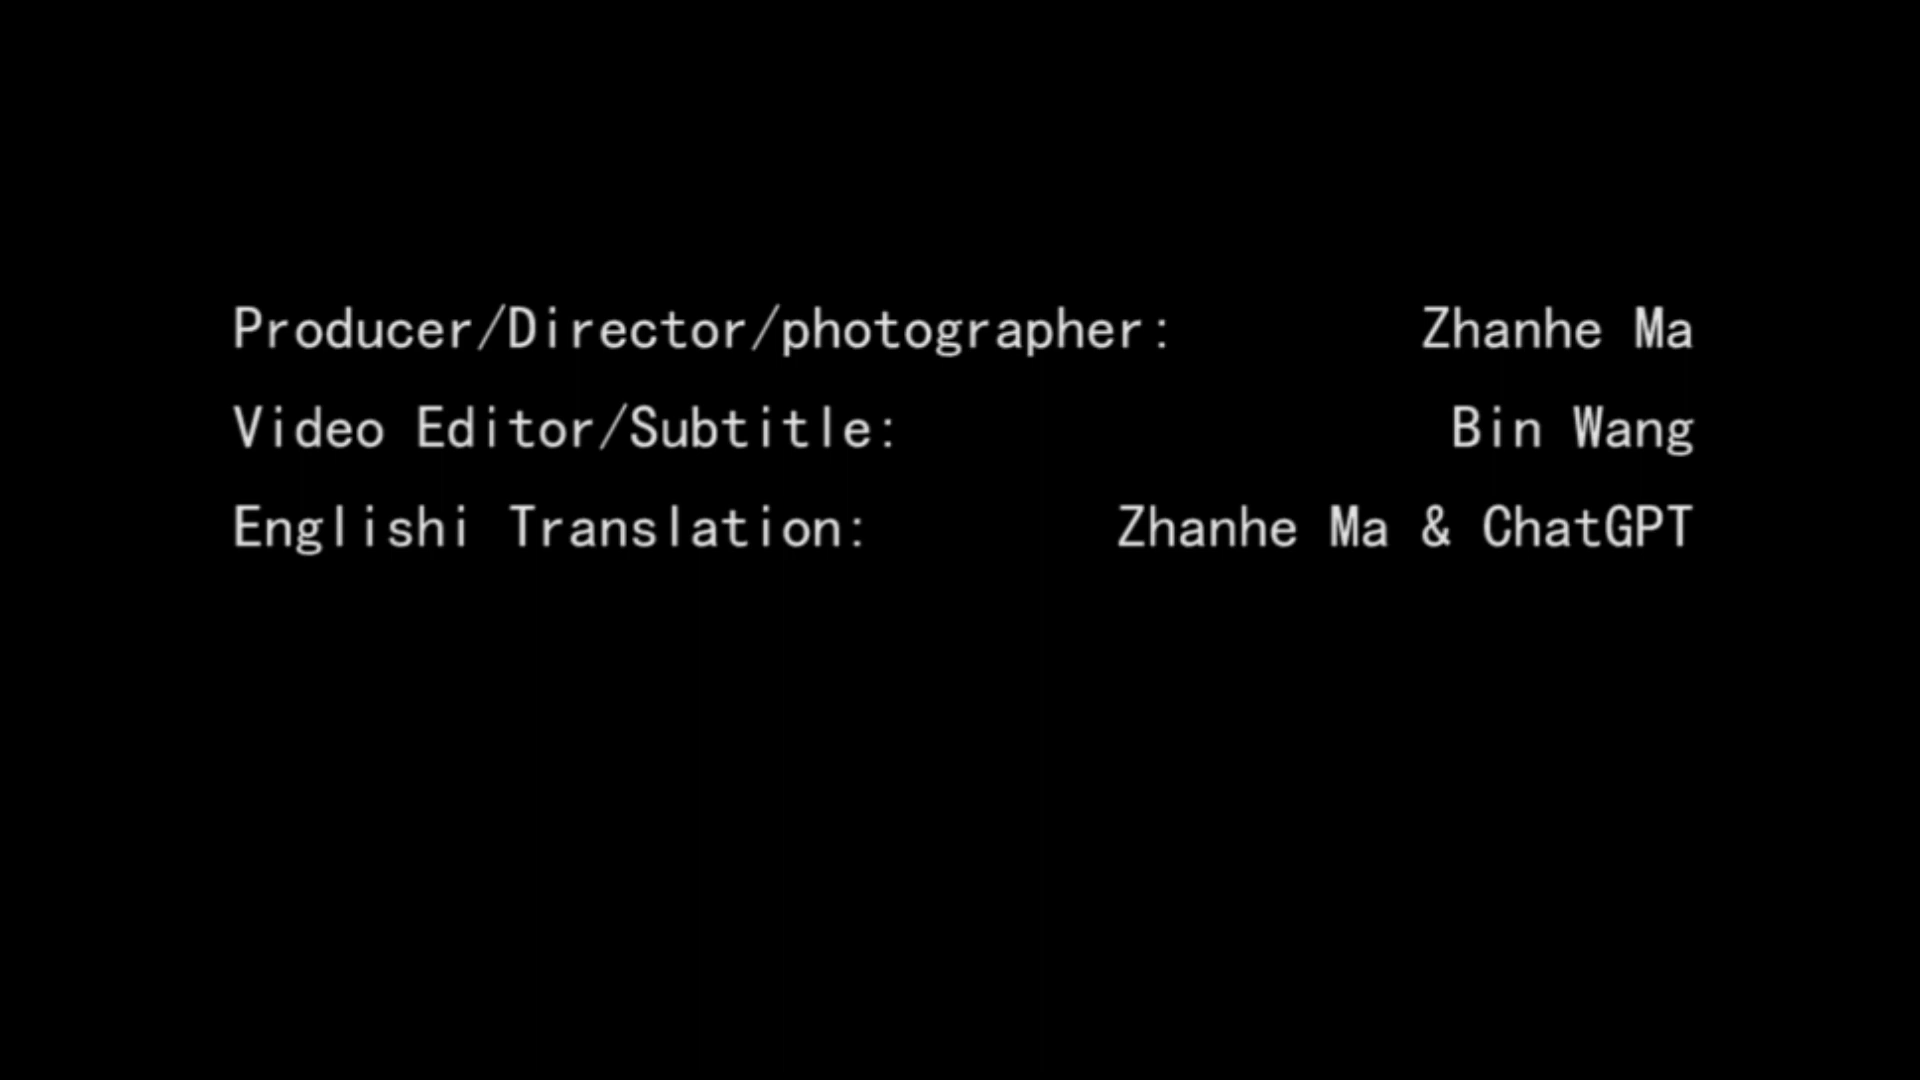 Producer/Director/photographer: Zhanhe Ma
Video Editor/Subtitle: Bin Wang
Englishi Translation: Zhanhe Ma & ChatGPT